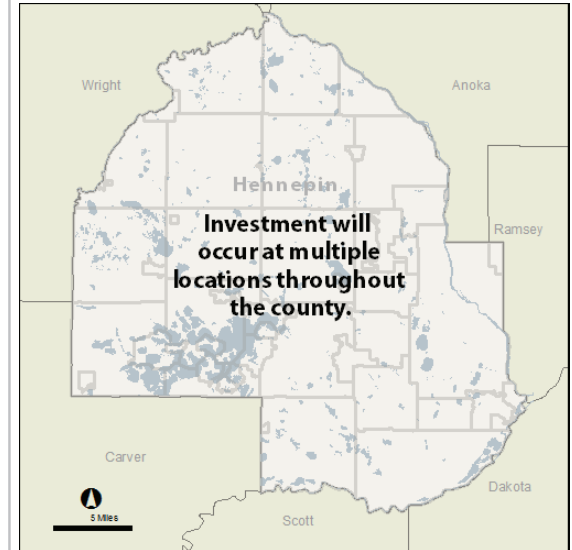 Wright
Anoka
Hennepin
Ramsey
Investment will
occur at multiple
locations throughout
the county.
Carver
Dakota
5 Miles
Scott